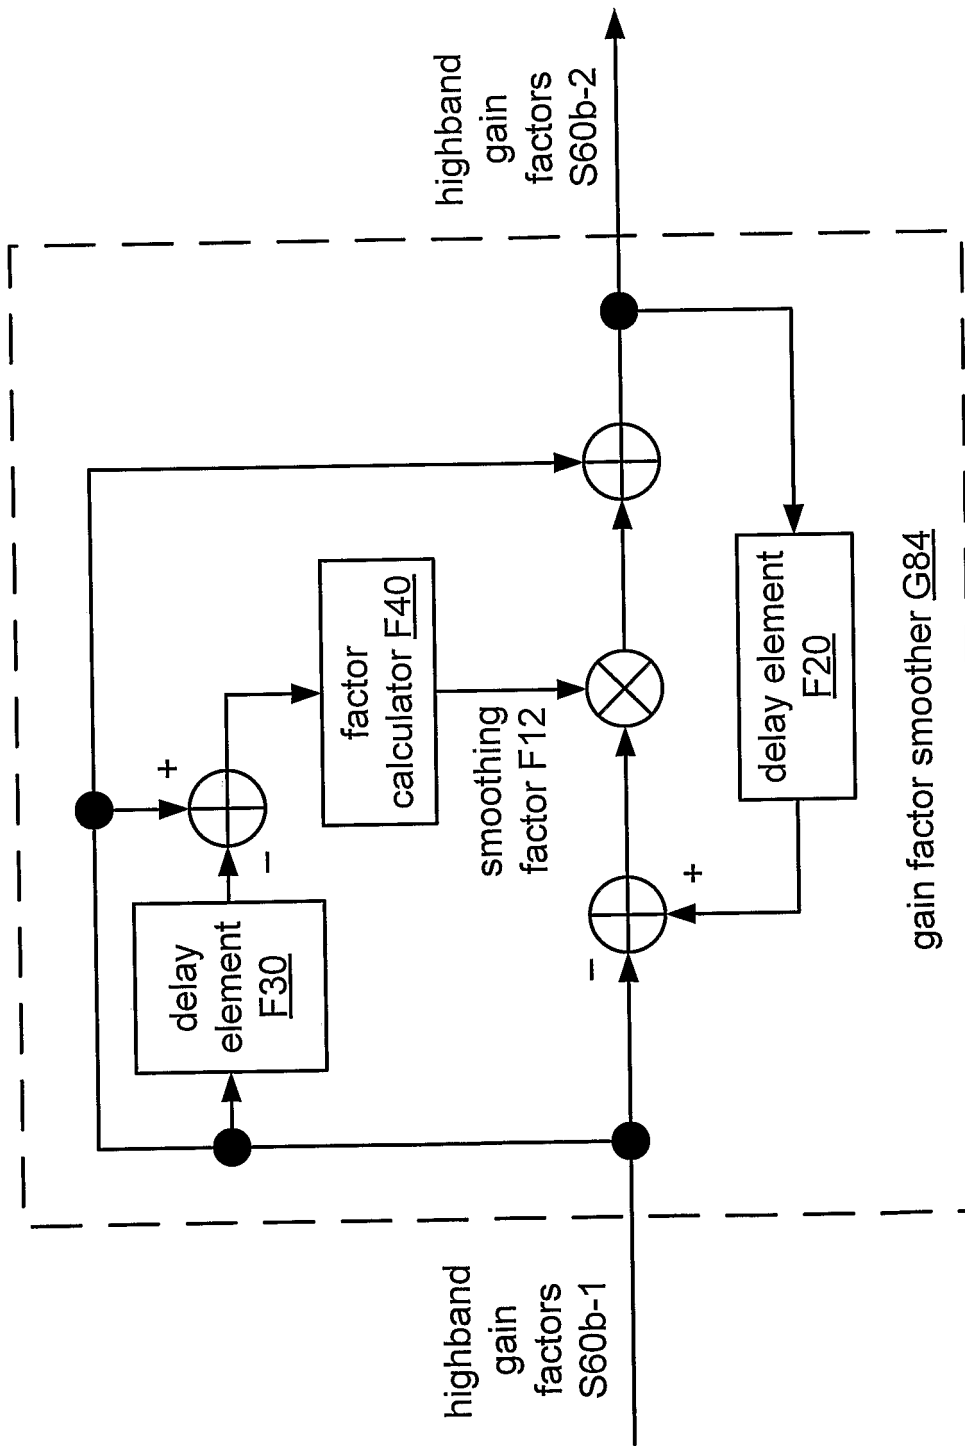 highband
gain
factors
S60b-1
delay
element
F30
+
−
factor
calculator F40
smoothing
factor F12
−
+
delay element
F20
highband
gain
factors
S60b-2
gain factor smoother G84